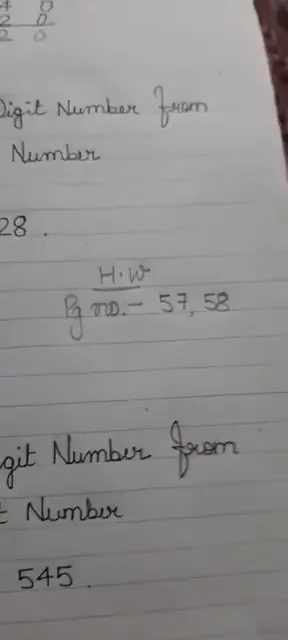 4 0
2 0
2 0
Digit Number from
Number
28.
H.W
Pg no.- 57, 58
git Number from
t Number
545.